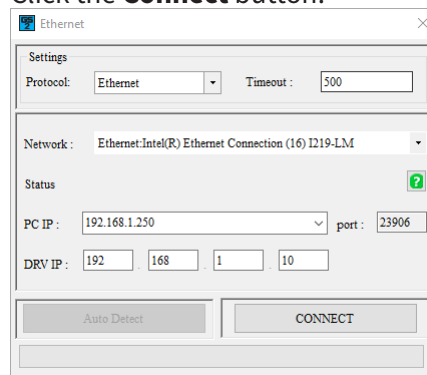 Click the Connect button.
Ethernet
Settings
Protocol: Ethernet Timeout : 500
Network : Ethernet:Intel(R) Ethernet Connection (16) I219-LM
Status ?
PC IP : 192.168.1.250 port : 23906
DRV IP : 192 . 168 . 1 . 10
Auto Detect CONNECT